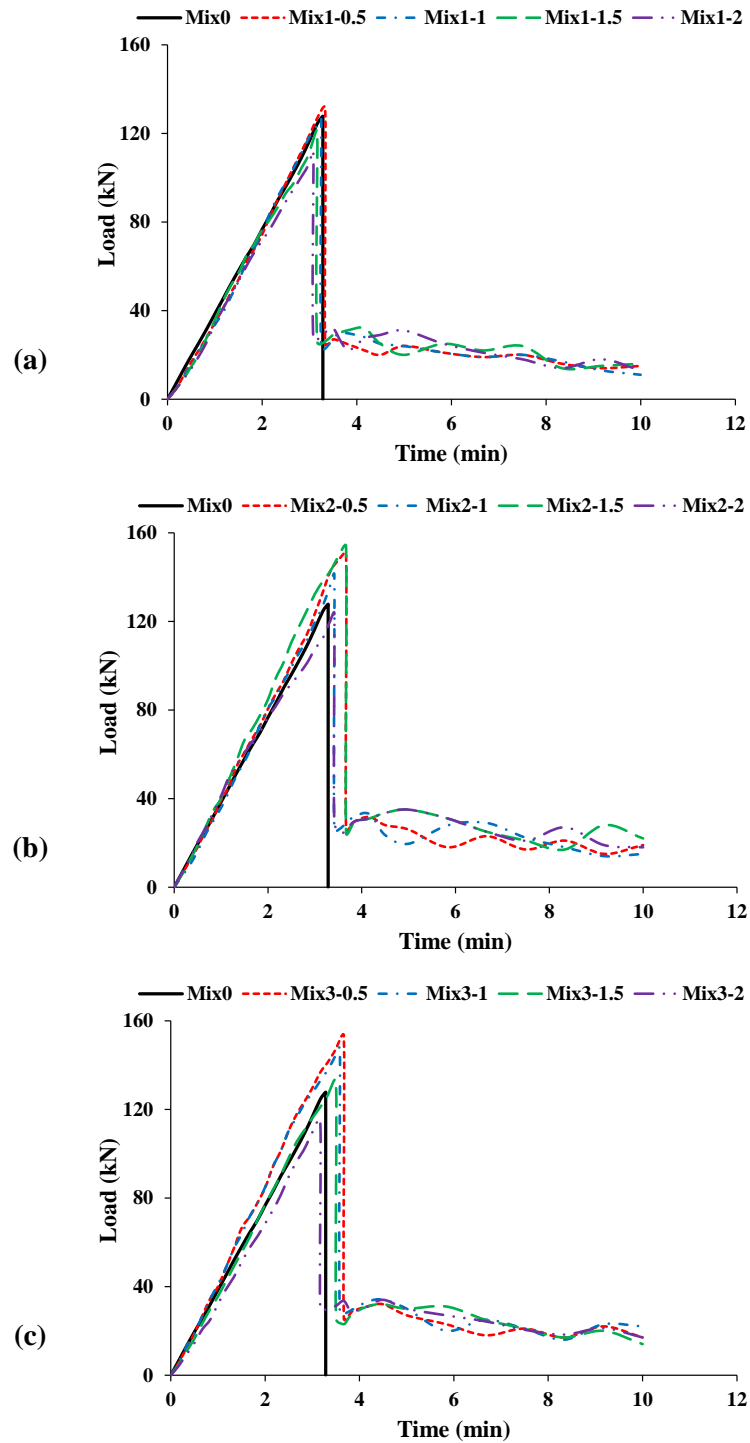 Mix0 Mix1-0.5 Mix1-1 Mix1-1.5 Mix1-2
160
120
80
40
0
Load (kN)
0 2 4 6 8 10 12
Time (min)
(a)
Mix0 Mix2-0.5 Mix2-1 Mix2-1.5 Mix2-2
160
120
80
40
0
Load (kN)
0 2 4 6 8 10 12
Time (min)
(b)
Mix0 Mix3-0.5 Mix3-1 Mix3-1.5 Mix3-2
160
120
80
40
0
Load (kN)
0 2 4 6 8 10 12
Time (min)
(c)